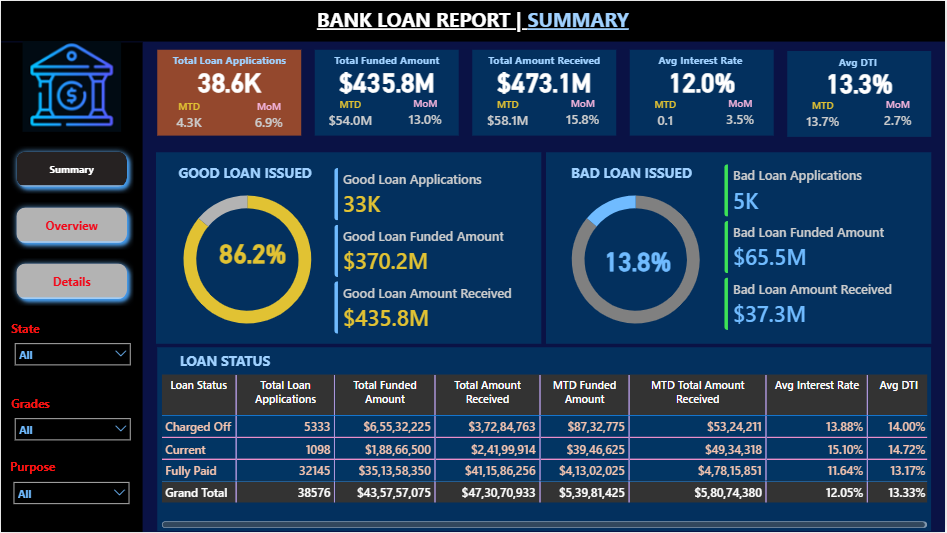 BANK LOAN REPORT | SUMMARY
Total Loan Applications
38.6K
MTD MoM
4.3K 6.9%
Total Funded Amount
$435.8M
MTD MoM
$54.0M 13.0%
Total Amount Received
$473.1M
MTD MoM
$58.1M 15.8%
Avg Interest Rate
12.0%
MTD MoM
0.1 3.5%
Avg DTI
13.3%
MTD MoM
13.7% 2.7%
Summary
Overview
Details
State
All
Grades
All
Purpose
All
GOOD LOAN ISSUED
86.2%
Good Loan Applications
33K
Good Loan Funded Amount
$370.2M
Good Loan Amount Received
$435.8M
BAD LOAN ISSUED
13.8%
Bad Loan Applications
5K
Bad Loan Funded Amount
$65.5M
Bad Loan Amount Received
$37.3M
LOAN STATUS
Loan Status Total Loan Applications Total Funded Amount Total Amount Received MTD Funded Amount MTD Total Amount Received Avg Interest Rate Avg DTI
Charged Off 5333 $6,55,32,225 $3,72,84,763 $87,32,775 $53,24,211 13.88% 14.00%
Current 1098 $1,88,66,500 $2,41,99,914 $39,46,625 $49,34,318 15.10% 14.72%
Fully Paid 32145 $35,13,58,350 $41,15,86,256 $4,13,02,025 $4,78,15,851 11.64% 13.17%
Grand Total 38576 $43,57,57,075 $47,30,70,933 $5,39,81,425 $5,80,74,380 12.05% 13.33%